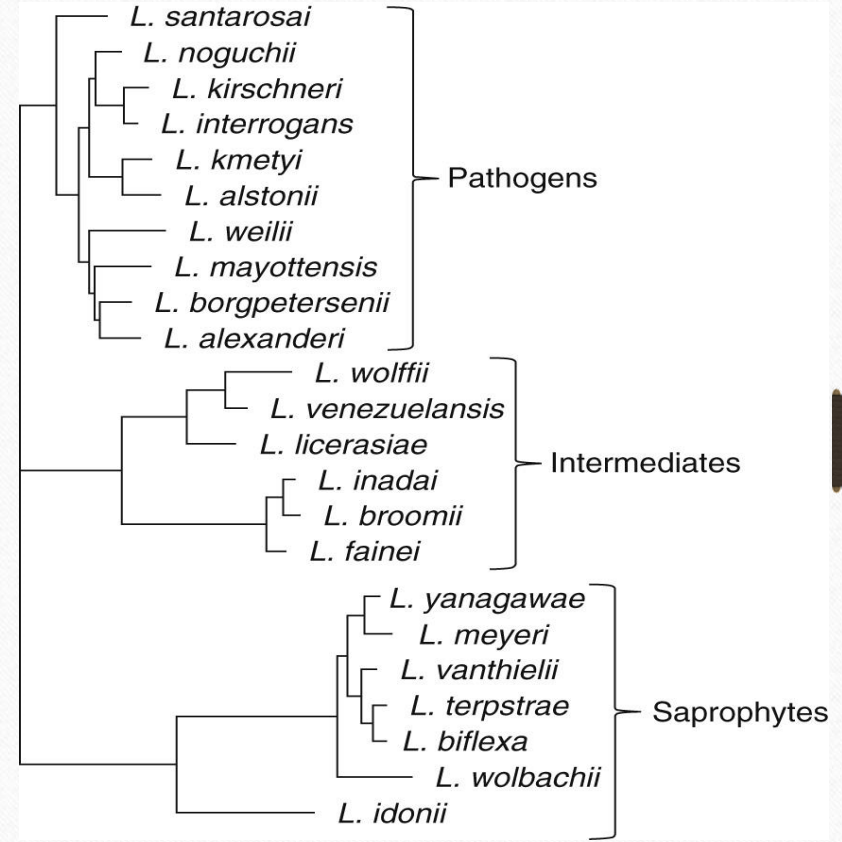 L. santarosai
L. noguchii
L. kirschneri
L. interrogans
L. kmetyi
L. alstonii
Pathogens
L. weilii
L. mayottensis
L. borgpetersenii
L. alexanderi
L. wolffii
L. venezuelansis
L. licerasiae
Intermediates
L. inadai
L. broomii
L. fainei
L. yanagawae
L. meyeri
L. vanthielii
L. terpstrae
Saprophytes
L. biflexa
L. wolbachii
L. idonii